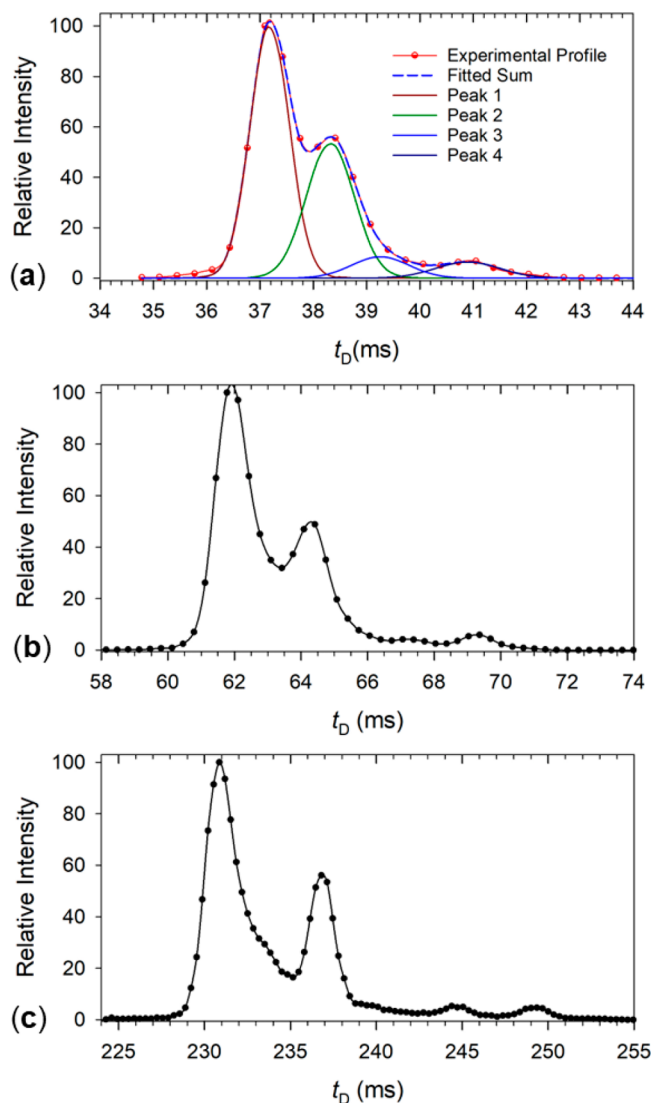 100
80
60
40
20
0
Relative Intensity
Experimental Profile
Fitted Sum
Peak 1
Peak 2
Peak 3
Peak 4
(a)
34 35 36 37 38 39 40 41 42 43 44
tD(ms)
100
80
60
40
20
0
Relative Intensity
(b)
58 60 62 64 66 68 70 72 74
tD (ms)
100
80
60
40
20
0
Relative Intensity
(c)
225 230 235 240 245 250 255
tD (ms)